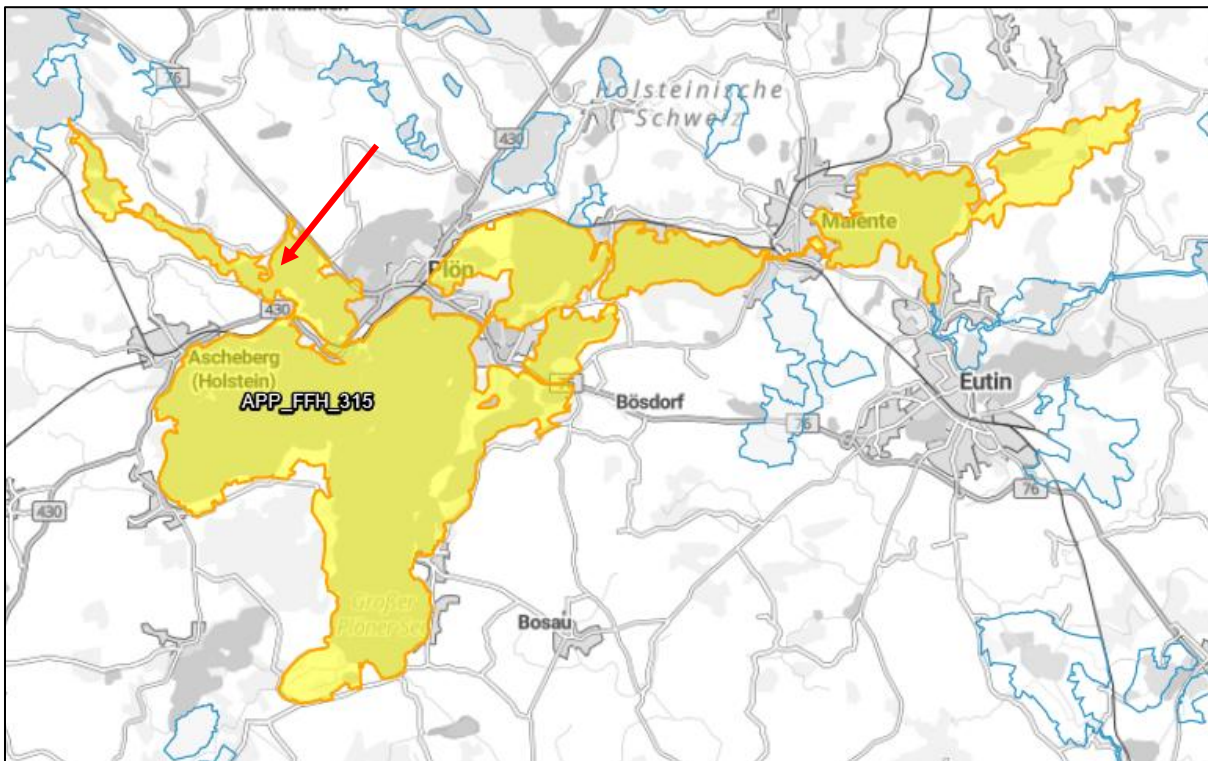 76
Holsteinische
Schweiz
430
Malente
Plön
430
Ascheberg
(Holstein)
APP_FFH_315
76
Bösdorf
Eutin
76
76
430
Großer
Plöner See
Bosau